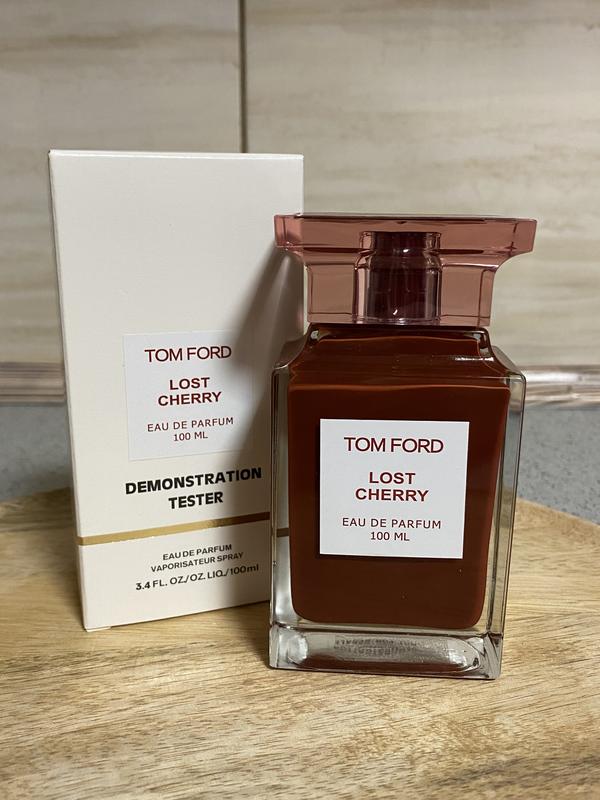 TOM FORD
LOST
CHERRY
EAU DE PARFUM
100 ML
DEMONSTRATION
TESTER
EAU DE PARFUM
VAPORISATEUR SPRAY
3.4 FL. OZ./OZ. LIQ./100ml
TOM FORD
LOST
CHERRY
EAU DE PARFUM
100 ML